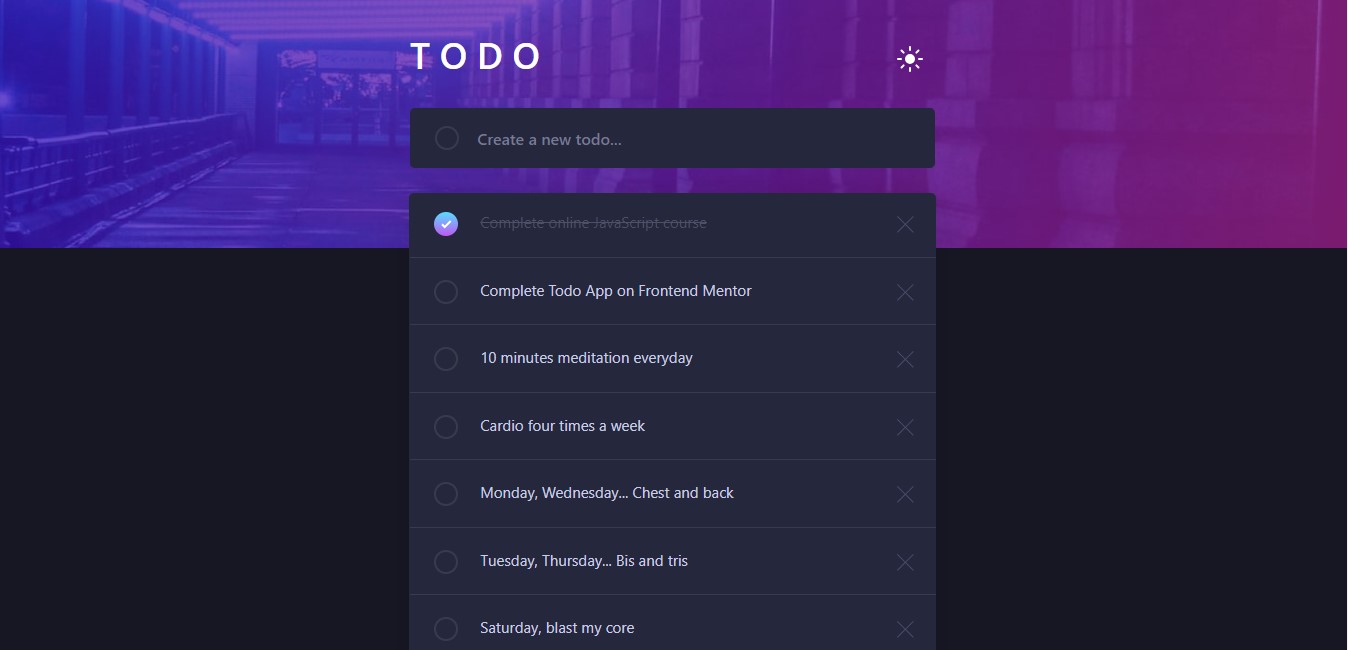 TODO
Create a new todo...
Complete online JavaScript course
Complete Todo App on Frontend Mentor
10 minutes meditation everyday
Cardio four times a week
Monday, Wednesday... Chest and back
Tuesday, Thursday... Bis and tris
Saturday, blast my core